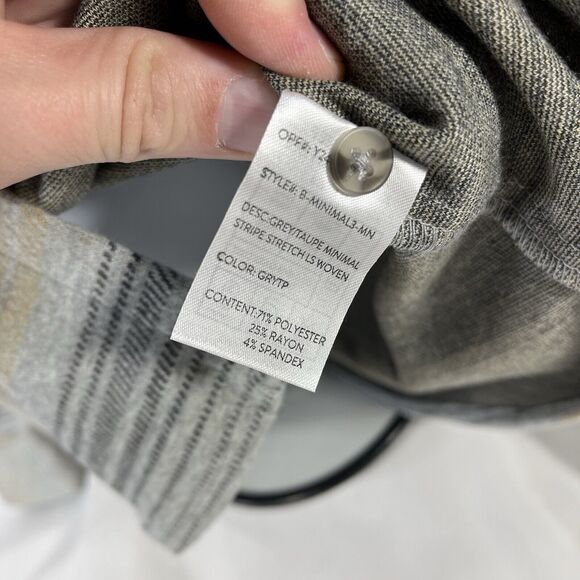 OPF#:
STYLE#: B-MINIMAL3-MN
DESC:GREY/TAUPE MINIMAL
STRIPE STRETCH LS WOVEN
COLOR: GRYTP
CONTENT:71% POLYESTER
25% RAYON
4% SPANDEX